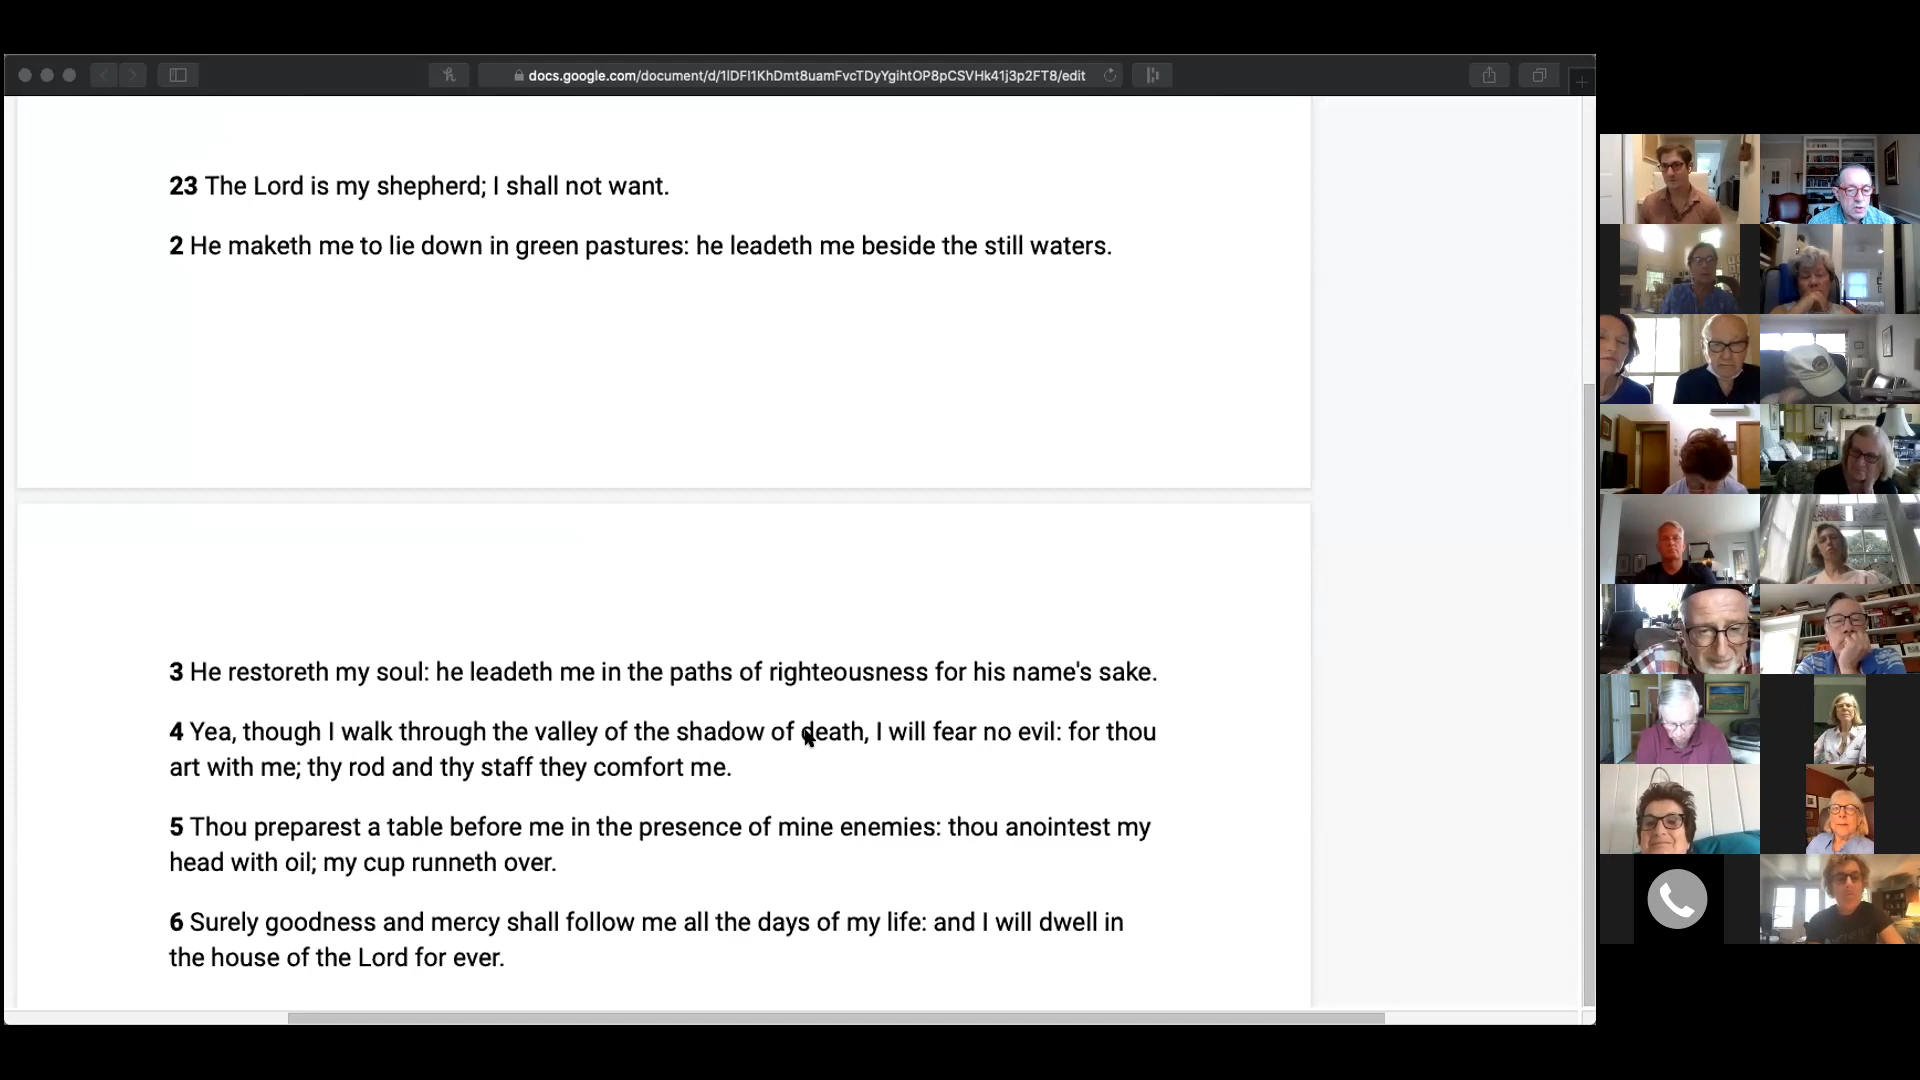 docs.google.com/document/d/1lDFl1KhDmt8uamFvcTDyYgihtOP8pCSVHk41j3p2FT8/edit
23 The Lord is my shepherd; I shall not want.
2 He maketh me to lie down in green pastures: he leadeth me beside the still waters.
3 He restoreth my soul: he leadeth me in the paths of righteousness for his name's sake.
4 Yea, though I walk through the valley of the shadow of death, I will fear no evil: for thou
art with me; thy rod and thy staff they comfort me.
5 Thou preparest a table before me in the presence of mine enemies: thou anointest my
head with oil; my cup runneth over.
6 Surely goodness and mercy shall follow me all the days of my life: and I will dwell in
the house of the Lord for ever.